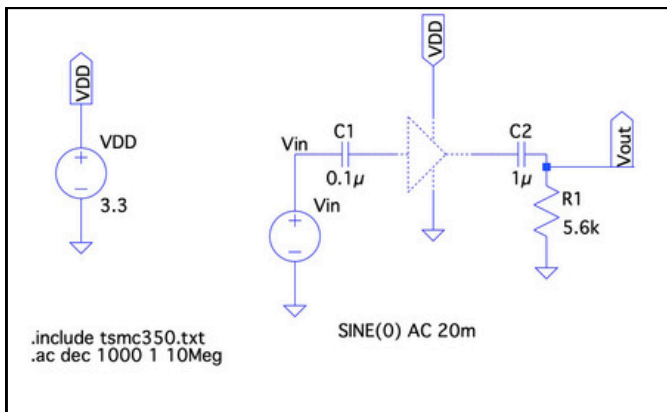 VDD
VDD
3.3
VDD
Vin
C1
0.1µ
Vin
C2
1µ
Vout
R1
5.6k
SINE(0) AC 20m
.include tsmc350.txt
.ac dec 1000 1 10Meg